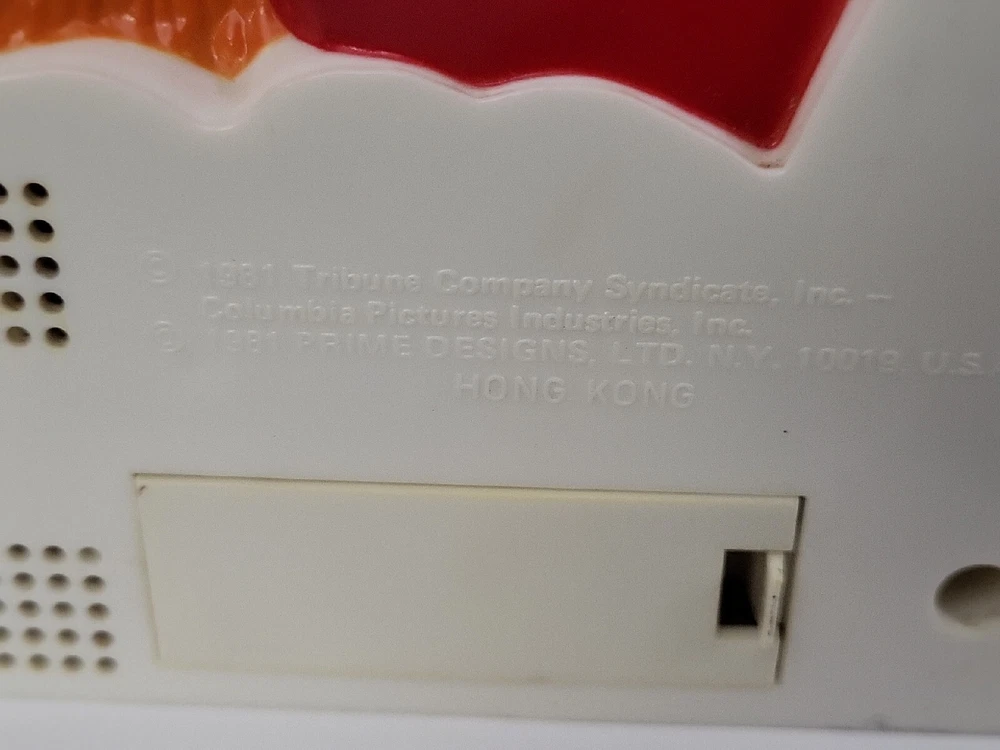 © 1981 Tribune Company Syndicate, Inc. —
Columbia Pictures Industries, Inc.
© 1981 PRIME DESIGNS, LTD. N.Y. 10019, U.S.
HONG KONG